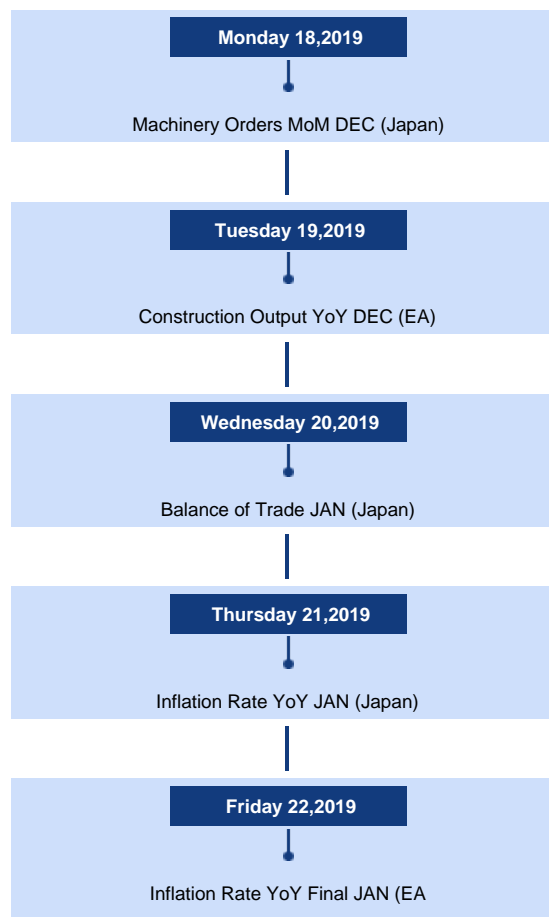 Monday 18,2019
Machinery Orders MoM DEC (Japan)
Tuesday 19,2019
Construction Output YoY DEC (EA)
Wednesday 20,2019
Balance of Trade JAN (Japan)
Thursday 21,2019
Inflation Rate YoY JAN (Japan)
Friday 22,2019
Inflation Rate YoY Final JAN (EA